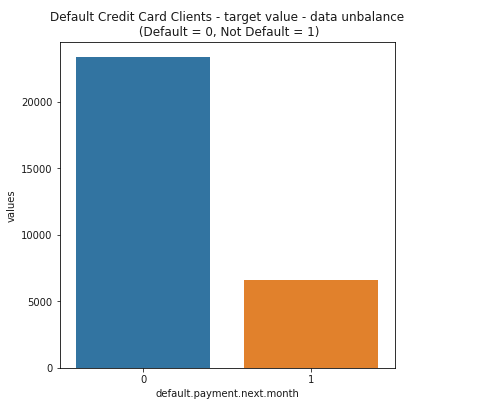 Default Credit Card Clients - target value - data unbalance
(Default = 0, Not Default = 1)
values
20000
15000
10000
5000
0
0 1
default.payment.next.month